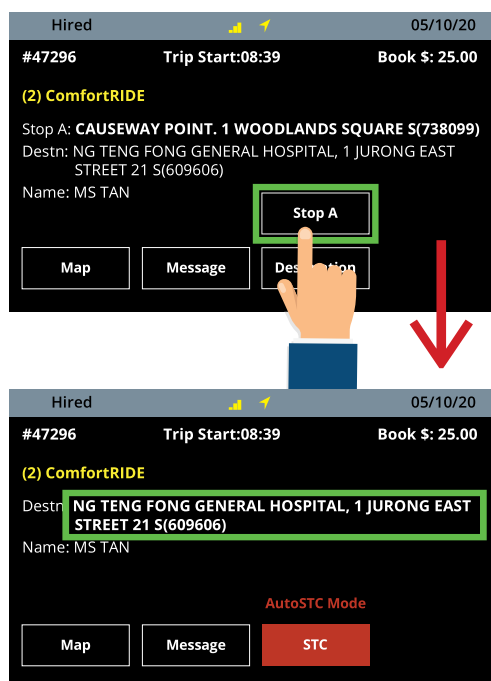 Hired 05/10/20
#47296 Trip Start:08:39 Book $: 25.00
(2) ComfortRIDE
Stop A: CAUSEWAY POINT. 1 WOODLANDS SQUARE S(738099)
Destn: NG TENG FONG GENERAL HOSPITAL, 1 JURONG EAST
STREET 21 S(609606)
Name: MS TAN
Stop A
Map Message Destination
Hired 05/10/20
#47296 Trip Start:08:39 Book $: 25.00
(2) ComfortRIDE
Destn NG TENG FONG GENERAL HOSPITAL, 1 JURONG EAST
STREET 21 S(609606)
Name: MS TAN
AutoSTC Mode
Map Message STC